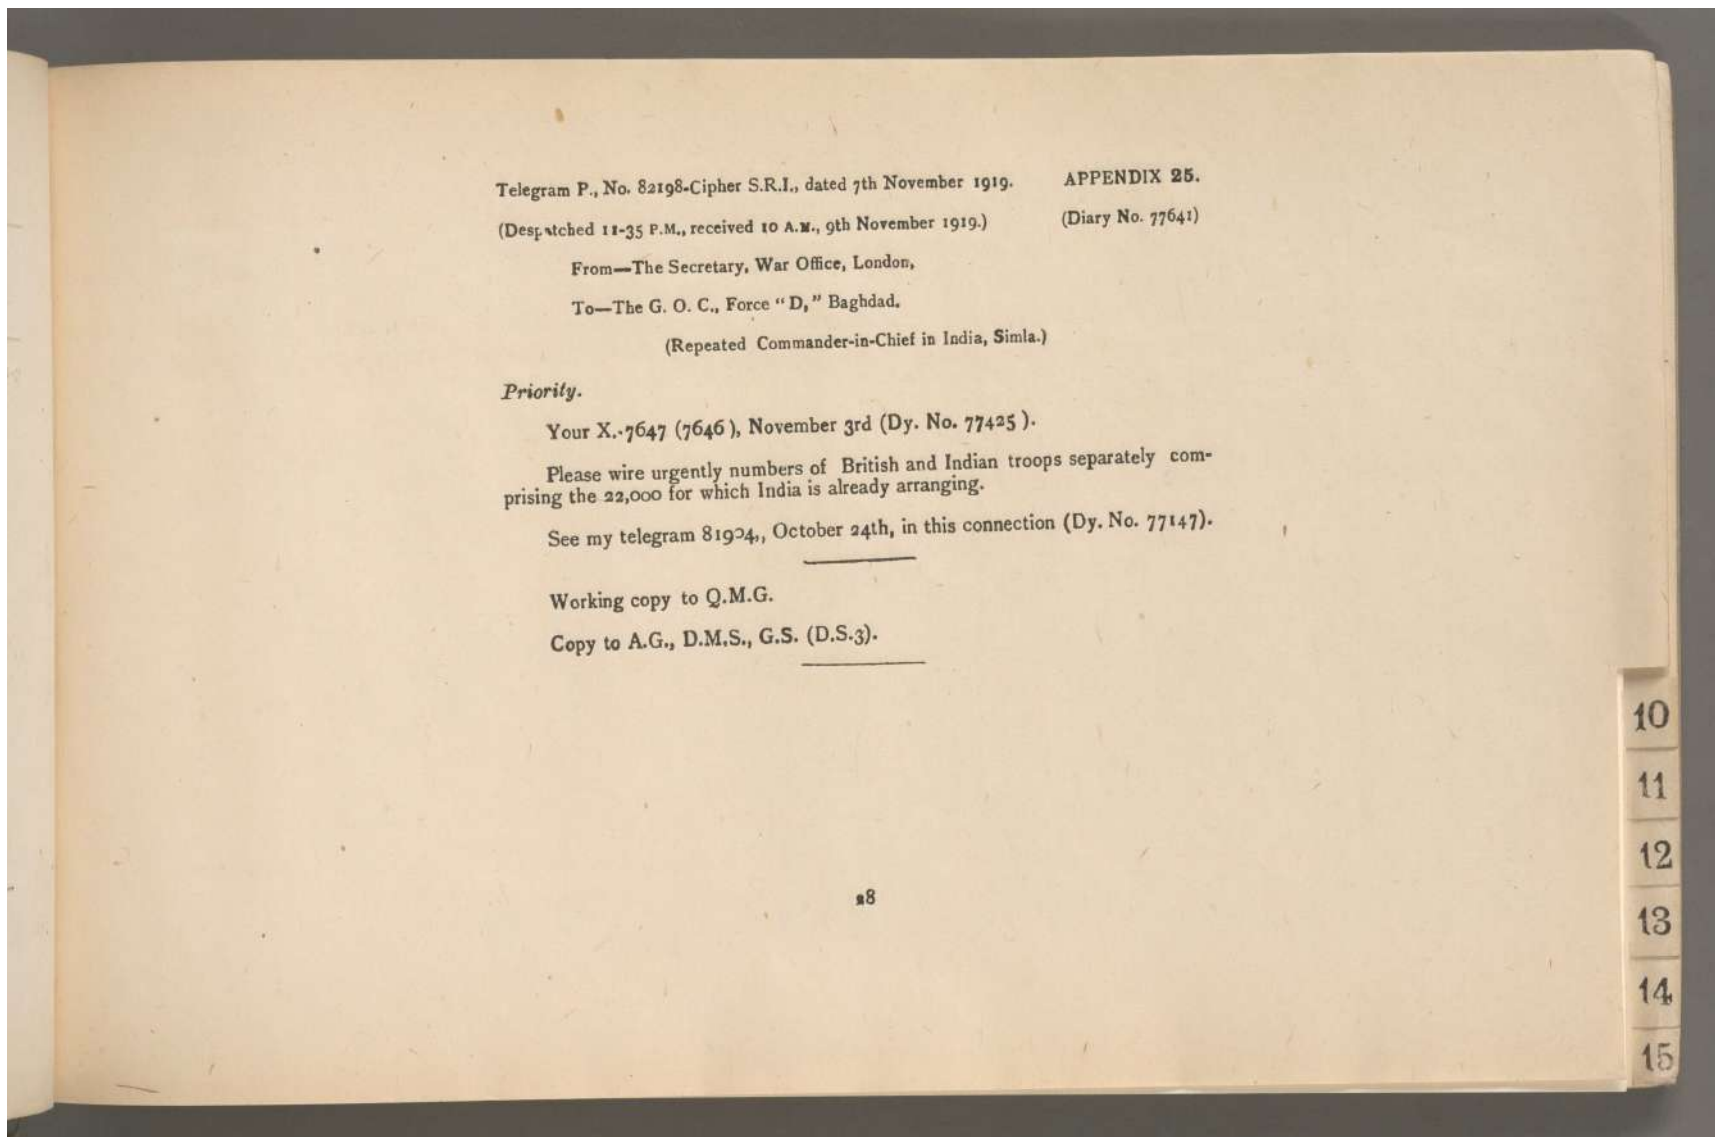 Telegram P., No. 82198-Cipher S.R.I., dated 7th November 1919. APPENDIX 25.
(Despatched 11-35 P.M., received 10 A.M., 9th November 1919.) (Diary No. 77641)
From—The Secretary, War Office, London,
To—The G. O. C., Force "D," Baghdad.
(Repeated Commander-in-Chief in India, Simla.)
Priority.
Your X.-7647 (7646), November 3rd (Dy. No. 77425).
Please wire urgently numbers of British and Indian troops separately com-
prising the 22,000 for which India is already arranging.
See my telegram 81904,, October 24th, in this connection (Dy. No. 77147).
Working copy to Q.M.G.
Copy to A.G., D.M.S., G.S. (D.S.3).
28
10
11
12
13
14
15